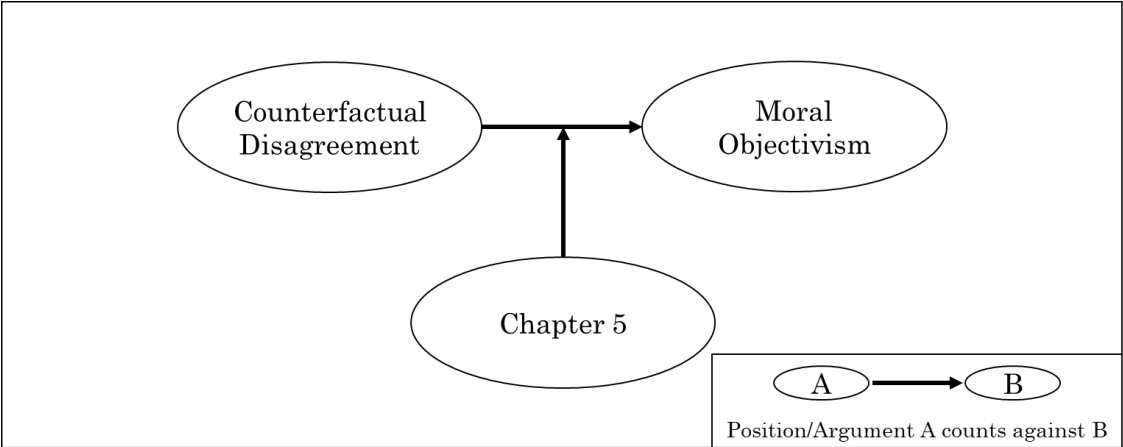 Counterfactual
Disagreement
Moral
Objectivism
Chapter 5
A
B
Position/Argument A counts against B